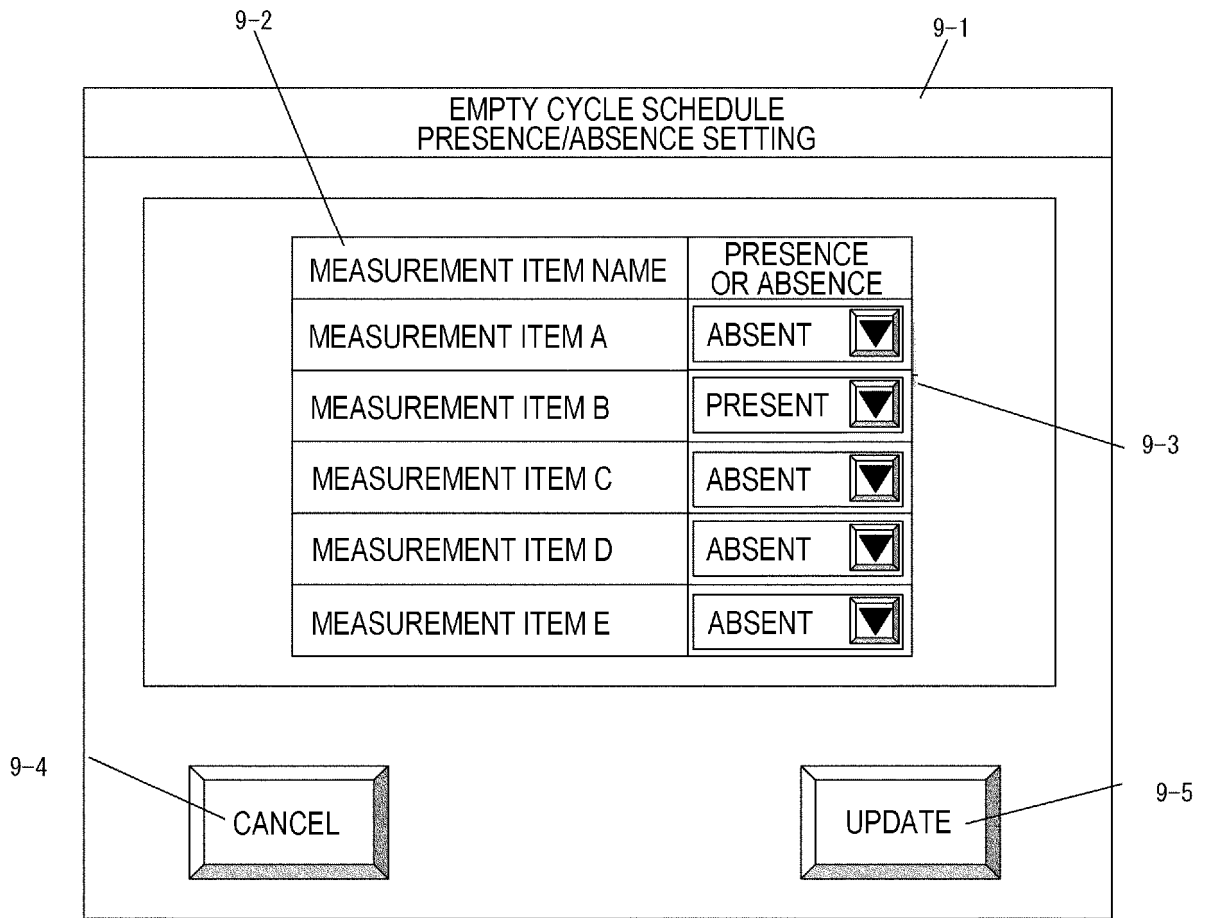 9-2
9-1
EMPTY CYCLE SCHEDULE
PRESENCE/ABSENCE SETTING
MEASUREMENT ITEM NAME
PRESENCE
OR ABSENCE
MEASUREMENT ITEM A
ABSENT
MEASUREMENT ITEM B
PRESENT
9-3
MEASUREMENT ITEM C
ABSENT
MEASUREMENT ITEM D
ABSENT
MEASUREMENT ITEM E
ABSENT
9-4
CANCEL
UPDATE
9-5